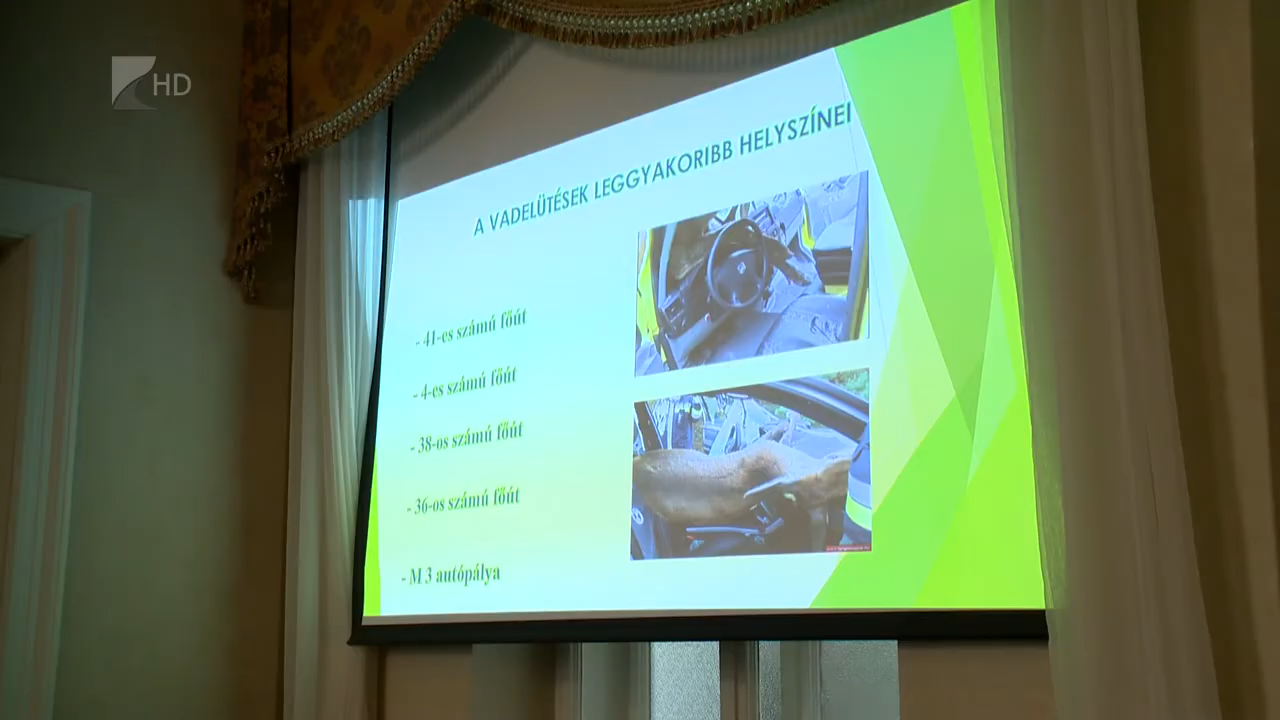 HD
A VADELÜTÉSEK LEGGYAKORIBB HELYSZÍNEI
- 41-es számú főút
- 4-es számú főút
- 38-os számú főút
- 36-os számú főút
- M 3 autópálya